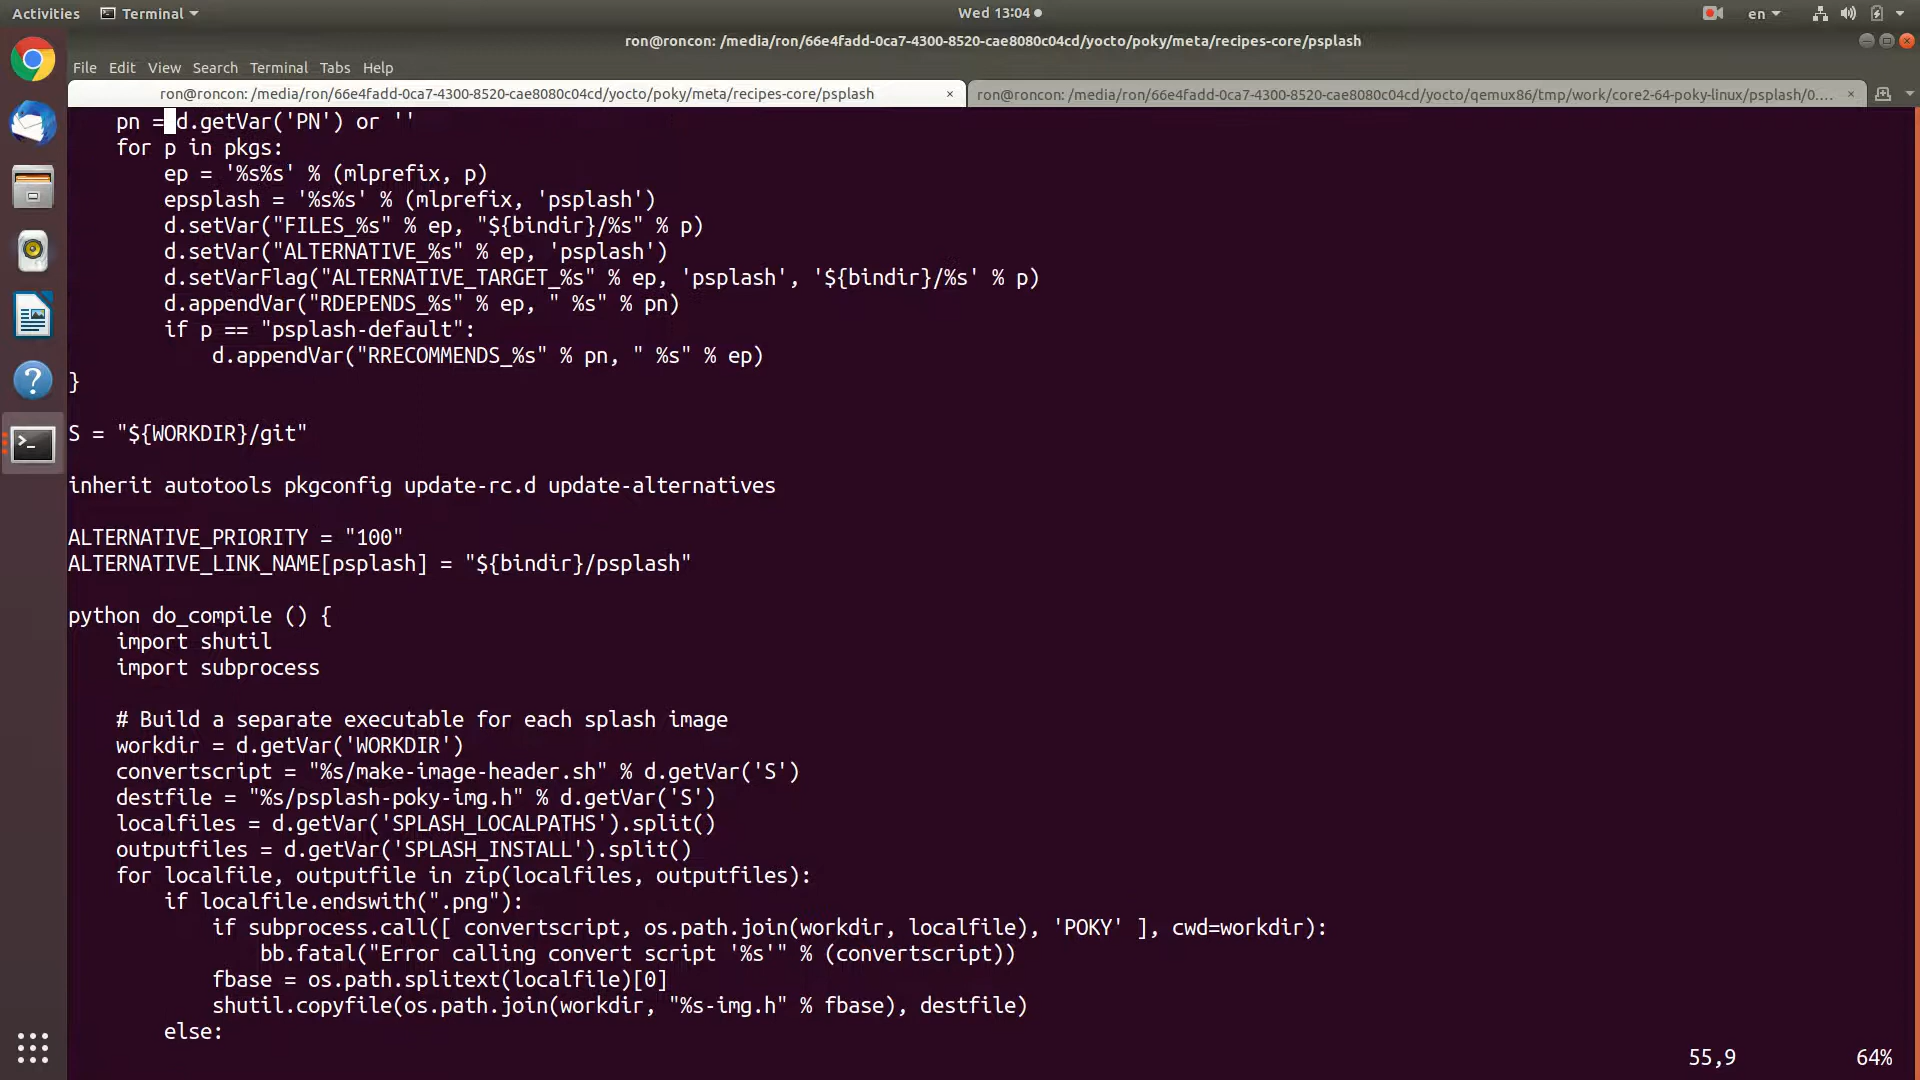 Activities
Terminal
Wed 13:04
en
ron@roncon: /media/ron/66e4fadd-0ca7-4300-8520-cae8080c04cd/yocto/poky/meta/recipes-core/psplash
File Edit View Search Terminal Tabs Help
ron@roncon: /media/ron/66e4fadd-0ca7-4300-8520-cae8080c04cd/yocto/poky/meta/recipes-core/psplash ×
ron@roncon: /media/ron/66e4fadd-0ca7-4300-8520-cae8080c04cd/yocto/qemux86/tmp/work/core2-64-poky-linux/psplash/0.... ×
    pn = d.getVar('PN') or ''
    for p in pkgs:
        ep = '%s%s' % (mlprefix, p)
        epsplash = '%s%s' % (mlprefix, 'psplash')
        d.setVar("FILES_%s" % ep, "${bindir}/%s" % p)
        d.setVar("ALTERNATIVE_%s" % ep, 'psplash')
        d.setVarFlag("ALTERNATIVE_TARGET_%s" % ep, 'psplash', '${bindir}/%s' % p)
        d.appendVar("RDEPENDS_%s" % ep, " %s" % pn)
        if p == "psplash-default":
            d.appendVar("RRECOMMENDS_%s" % pn, " %s" % ep)
}
S = "${WORKDIR}/git"
inherit autotools pkgconfig update-rc.d update-alternatives
ALTERNATIVE_PRIORITY = "100"
ALTERNATIVE_LINK_NAME[psplash] = "${bindir}/psplash"
python do_compile () {
    import shutil
    import subprocess
    # Build a separate executable for each splash image
    workdir = d.getVar('WORKDIR')
    convertscript = "%s/make-image-header.sh" % d.getVar('S')
    destfile = "%s/psplash-poky-img.h" % d.getVar('S')
    localfiles = d.getVar('SPLASH_LOCALPATHS').split()
    outputfiles = d.getVar('SPLASH_INSTALL').split()
    for localfile, outputfile in zip(localfiles, outputfiles):
        if localfile.endswith(".png"):
            if subprocess.call([ convertscript, os.path.join(workdir, localfile), 'POKY' ], cwd=workdir):
                bb.fatal("Error calling convert script '%s'" % (convertscript))
            fbase = os.path.splitext(localfile)[0]
            shutil.copyfile(os.path.join(workdir, "%s-img.h" % fbase), destfile)
        else:
55,9 64%